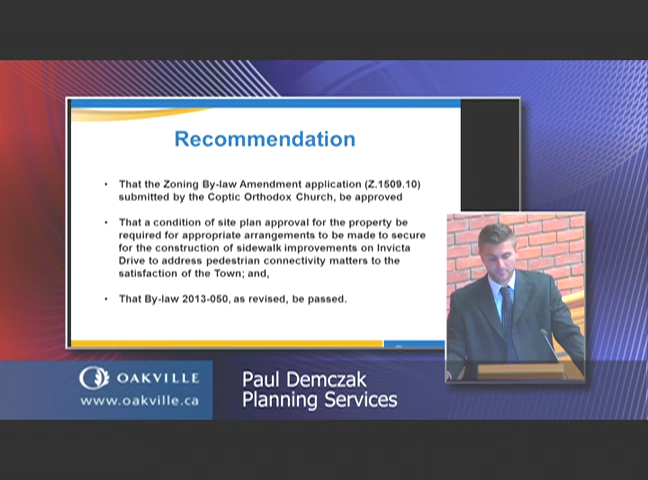 Recommendation
• That the Zoning By-law Amendment application (Z.1509.10)
submitted by the Coptic Orthodox Church, be approved
• That a condition of site plan approval for the property be
required for appropriate arrangements to be made to secure
for the construction of sidewalk improvements on Invicta
Drive to address pedestrian connectivity matters to the
satisfaction of the Town; and,
• That By-law 2013-050, as revised, be passed.
OAKVILLE
www.oakville.ca
Paul Demczak
Planning Services